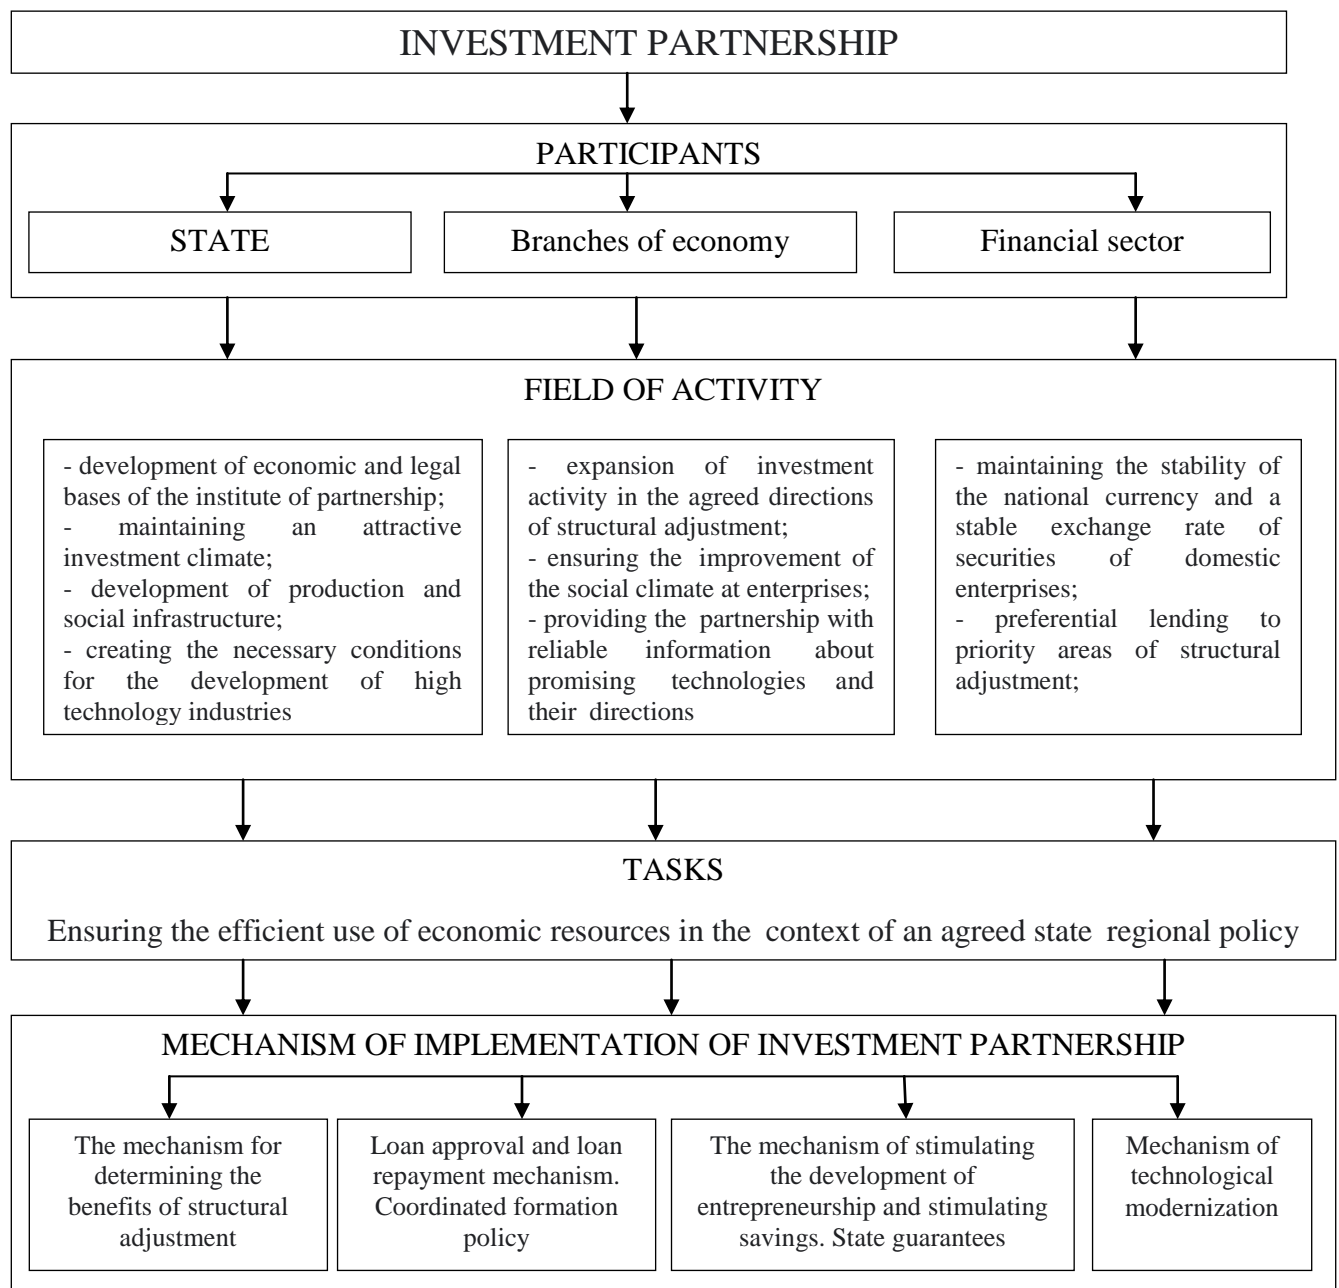 INVESTMENT PARTNERSHIP
PARTICIPANTS
STATE
Branches of economy
Financial sector
FIELD OF ACTIVITY
- development of economic and legal
bases of the institute of partnership;
- maintaining an attractive
investment climate;
- development of production and
social infrastructure;
- creating the necessary conditions
for the development of high
technology industries
- expansion of investment
activity in the agreed directions
of structural adjustment;
- ensuring the improvement of
the social climate at enterprises;
- providing the partnership with
reliable information about
promising technologies and
their directions
- maintaining the stability of
the national currency and a
stable exchange rate of
securities of domestic
enterprises;
- preferential lending to
priority areas of structural
adjustment;
TASKS
Ensuring the efficient use of economic resources in the context of an agreed state regional policy
MECHANISM OF IMPLEMENTATION OF INVESTMENT PARTNERSHIP
The mechanism for
determining the
benefits of structural
adjustment
Loan approval and loan
repayment mechanism.
Coordinated formation
policy
The mechanism of stimulating
the development of
entrepreneurship and stimulating
savings. State guarantees
Mechanism of
technological
modernization